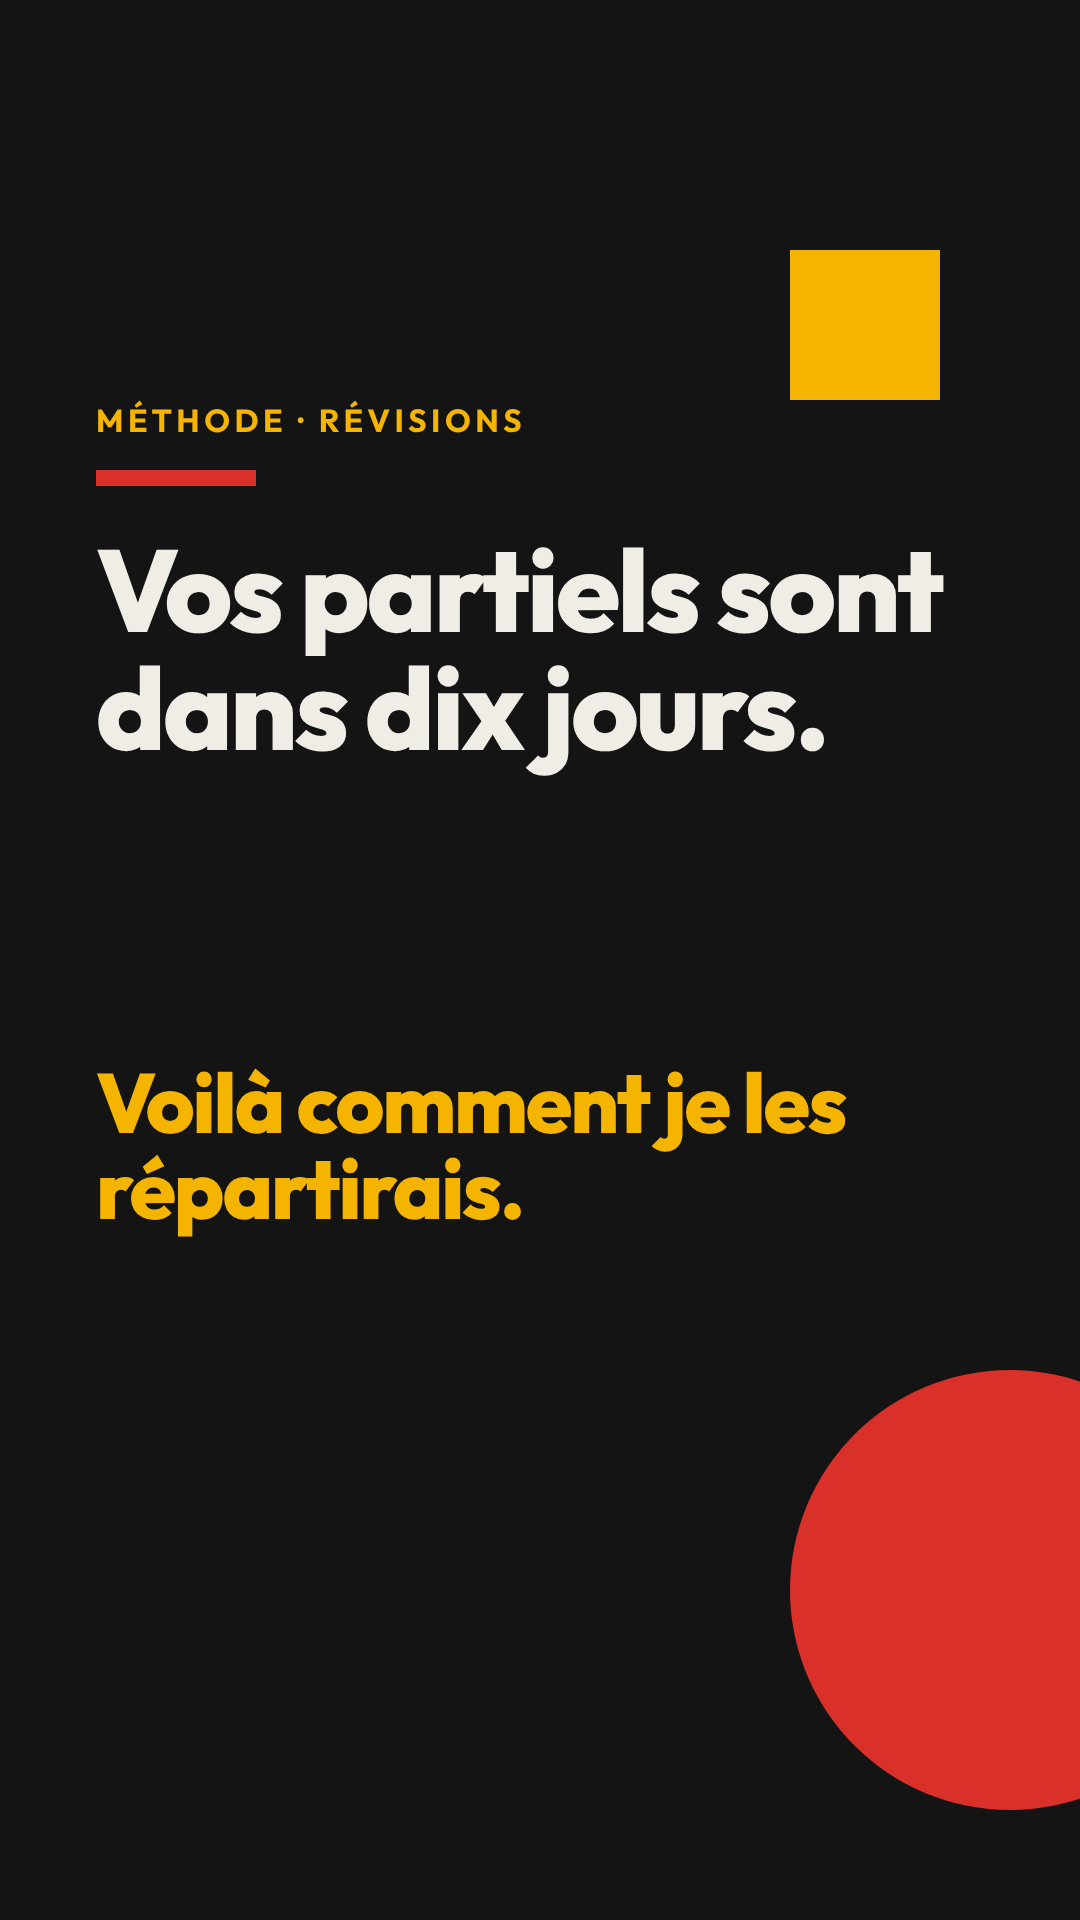 MÉTHODE · RÉVISIONS
Vos partiels sont
dans dix jours.
Voilà comment je les
répartirais.